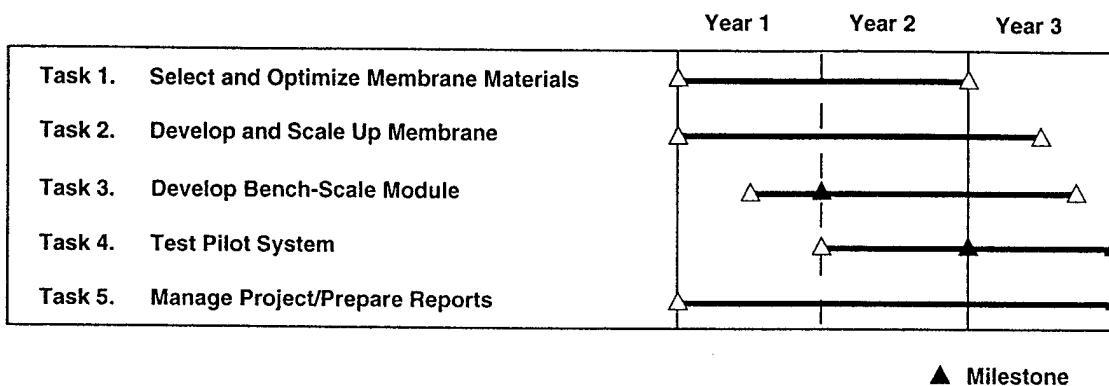 Year 1 Year 2 Year 3
Task 1. Select and Optimize Membrane Materials
Task 2. Develop and Scale Up Membrane
Task 3. Develop Bench-Scale Module
Task 4. Test Pilot System
Task 5. Manage Project/Prepare Reports
▲ Milestone